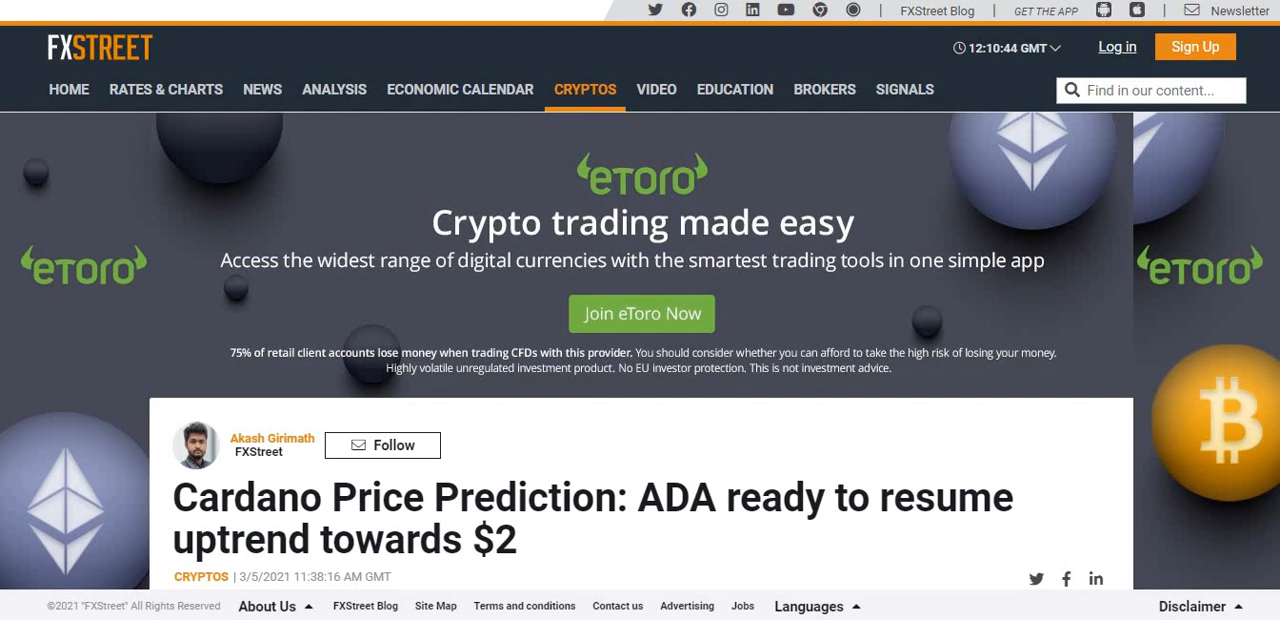 FXStreet Blog | GET THE APP | Newsletter
FXSTREET
12:10:44 GMT Log in Sign Up
HOME RATES & CHARTS NEWS ANALYSIS ECONOMIC CALENDAR CRYPTOS VIDEO EDUCATION BROKERS SIGNALS Find in our content...
eToro
Crypto trading made easy
Access the widest range of digital currencies with the smartest trading tools in one simple app
eToro
eToro
Join eToro Now
75% of retail client accounts lose money when trading CFDs with this provider. You should consider whether you can afford to take the high risk of losing your money.
Highly volatile unregulated investment product. No EU investor protection. This is not investment advice.
Akash Girimath
FXStreet
Follow
Cardano Price Prediction: ADA ready to resume
uptrend towards $2
CRYPTOS | 3/5/2021 11:38:16 AM GMT
©2021 "FXStreet" All Rights Reserved About Us FXStreet Blog Site Map Terms and conditions Contact us Advertising Jobs Languages Disclaimer